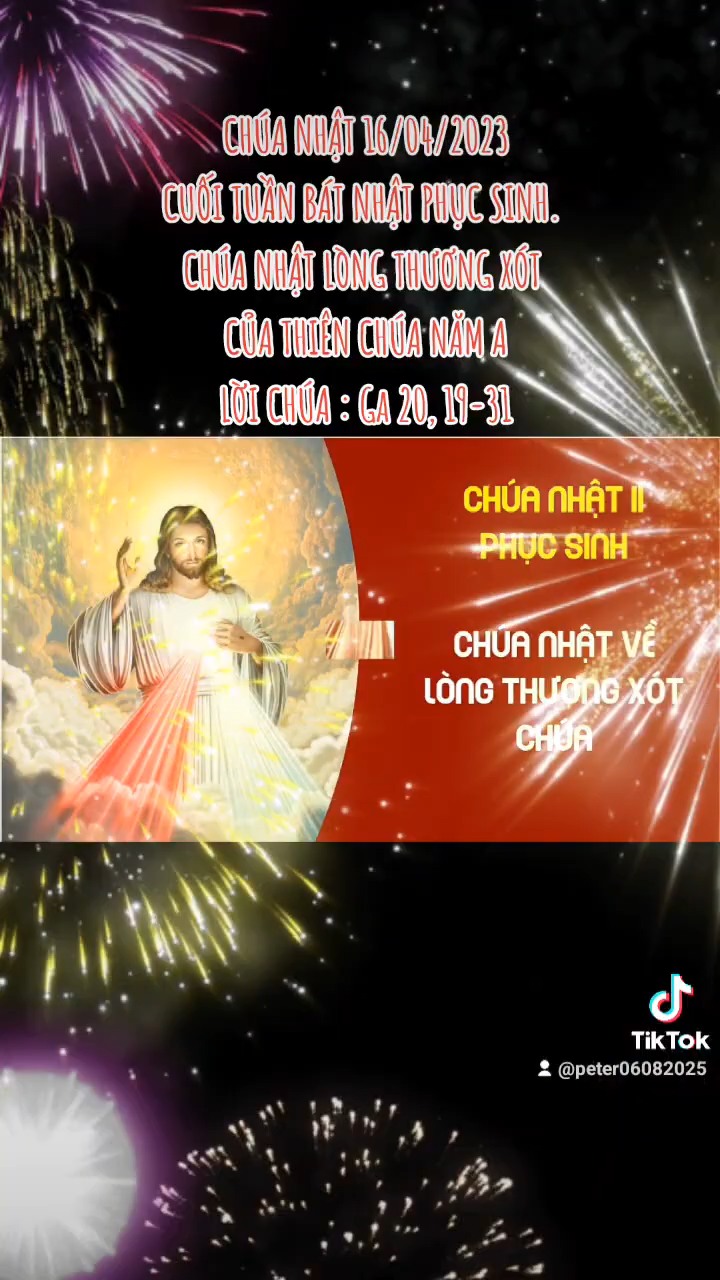 CHÚA NHẬT 16/04/2023
CUỐI TUẦN BÁT NHẬT PHỤC SINH.
CHÚA NHẬT LÒNG THƯƠNG XÓT
CỦA THIÊN CHÚA NĂM A
LỜI CHÚA : GA 20, 19-31
CHÚA NHẬT II
PHỤC SINH
CHÚA NHẬT VỀ
LÒNG THƯƠNG XÓT
CHÚA
TikTok
@peter06082025